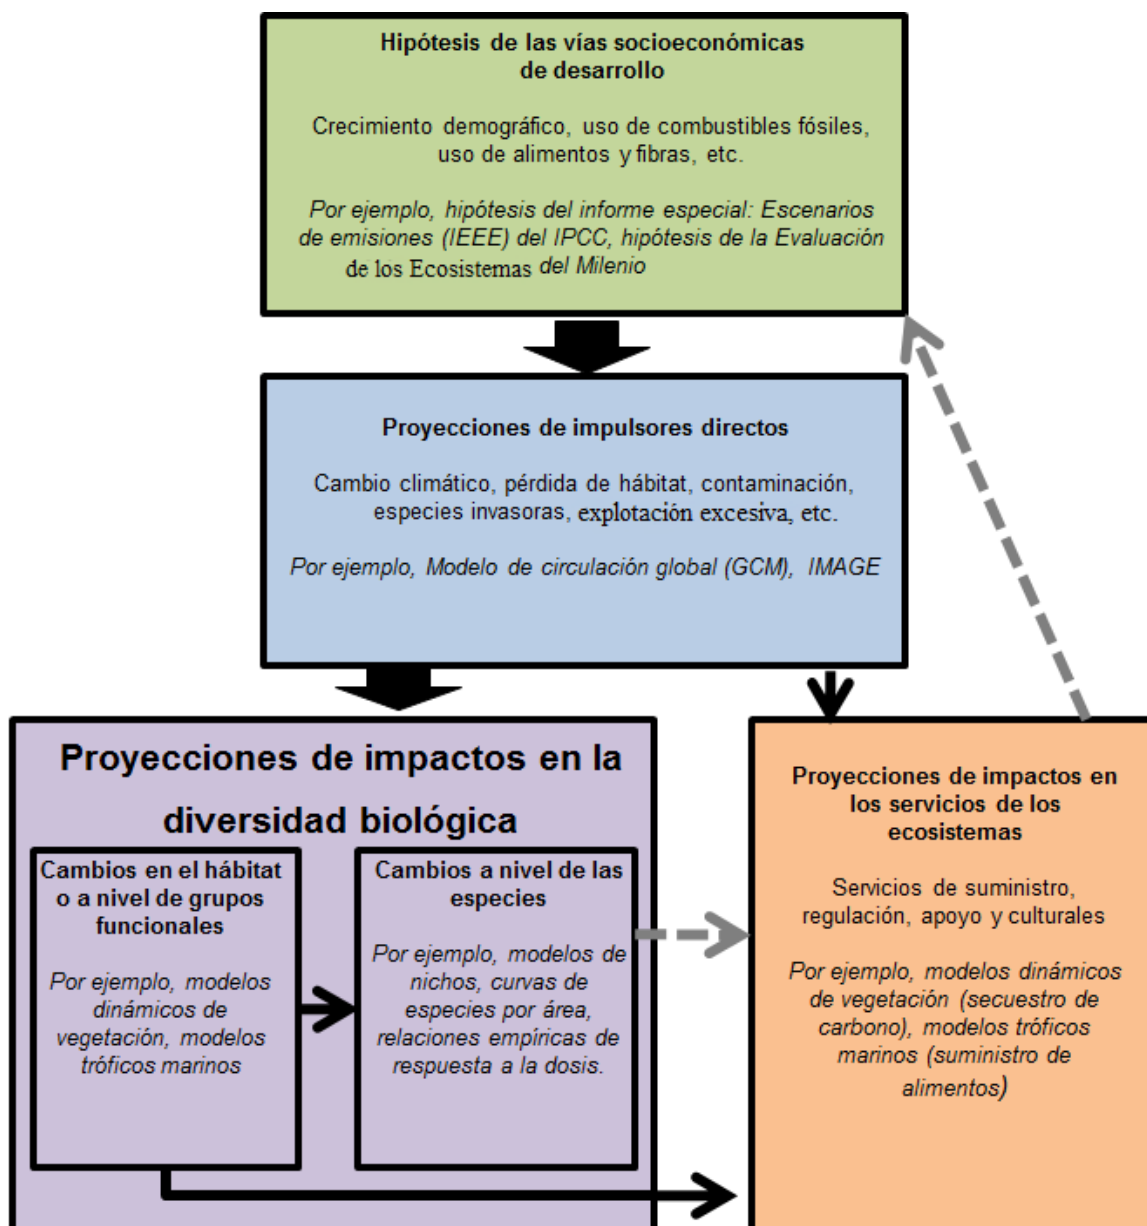 Hipótesis de las vías socioeconómicas
de desarrollo
Crecimiento demográfico, uso de combustibles fósiles,
uso de alimentos y fibras, etc.
Por ejemplo, hipótesis del informe especial: Escenarios
de emisiones (IEEE) del IPCC, hipótesis de la Evaluación
de los Ecosistemas del Milenio
Proyecciones de impulsores directos
Cambio climático, pérdida de hábitat, contaminación,
especies invasoras, explotación excesiva, etc.
Por ejemplo, Modelo de circulación global (GCM), IMAGE
Proyecciones de impactos en la
diversidad biológica
Cambios en el hábitat
o a nivel de grupos
funcionales
Por ejemplo, modelos
dinámicos de
vegetación, modelos
tróficos marinos
Cambios a nivel de las
especies
Por ejemplo, modelos de
nichos, curvas de
especies por área,
relaciones empíricas de
respuesta a la dosis.
Proyecciones de impactos en
los servicios de los
ecosistemas
Servicios de suministro,
regulación, apoyo y culturales
Por ejemplo, modelos dinámicos
de vegetación (secuestro de
carbono), modelos tróficos
marinos (suministro de
alimentos)